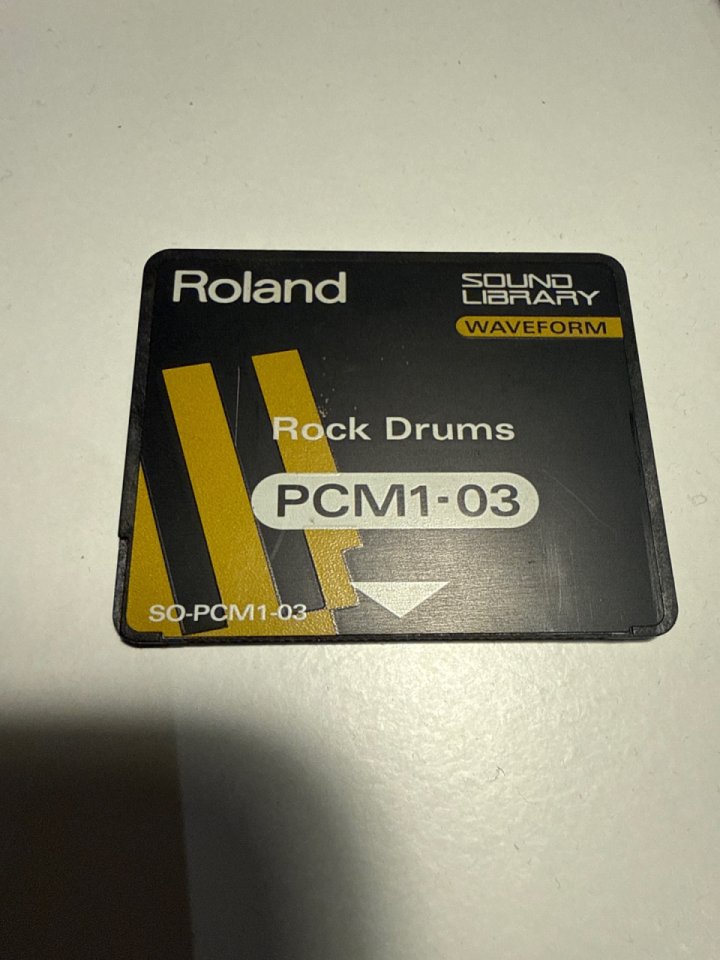 Roland
SOUND
LIBRARY
WAVEFORM
Rock Drums
PCM1-03
SO-PCM1-03